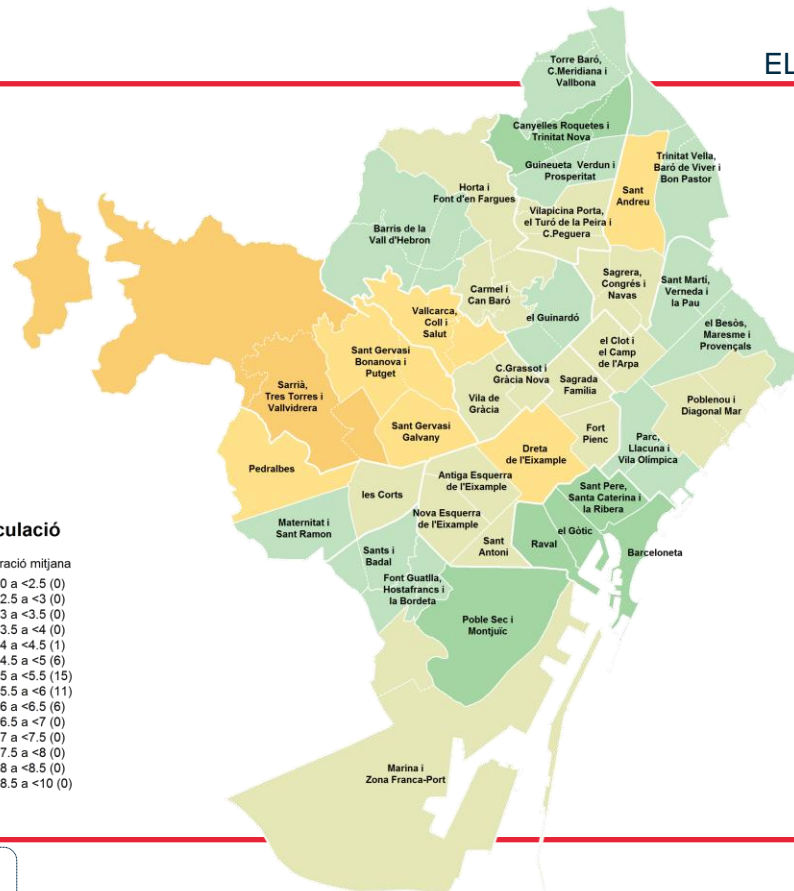 EL
Torre Baró,
C.Meridiana i
Vallbona
Canyelles Roquetes i
Trinitat Nova
Guineueta Verdun i
Prosperitat
Trinitat Vella,
Baró de Viver i
Bon Pastor
Sant
Andreu
Horta i
Font d'en Fargues
Vilapicina Porta,
el Turó de la Peira i
C.Peguera
Barris de la
Vall d'Hebron
Carmel i
Can Baró
Sagrera,
Congrés i
Navas
Sant Martí,
Verneda i
la Pau
Vallcarca,
Coll i
Salut
el Guinardó
el Besòs,
Maresme i
Provençals
Sant Gervasi
Bonanova i
Putget
el Clot i
el Camp
de l'Arpa
C.Grassot i
Gràcia Nova
Sagrada
Família
Sarrià,
Tres Torres i
Vallvidrera
Vila de
Gràcia
Poblenou i
Diagonal Mar
Sant Gervasi
Galvany
Fort
Pienc
Parc,
Llacuna i
Vila Olímpica
Dreta
de l'Eixample
Pedralbes
Antiga Esquerra
de l'Eixample
Sant Pere,
Santa Caterina i
la Ribera
les Corts
Nova Esquerra
de l'Eixample
Maternitat i
Sant Ramon
el Gòtic
Sant
Antoni
Raval
Barceloneta
Sants i
Badal
Font Guatlla,
Hostafrancs i
la Bordeta
Poble Sec i
Montjuïc
Marina i
Zona Franca-Port
culació
ració mitjana
0 a <2.5 (0)
2.5 a <3 (0)
3 a <3.5 (0)
3.5 a <4 (0)
4 a <4.5 (1)
4.5 a <5 (6)
5 a <5.5 (15)
5.5 a <6 (11)
6 a <6.5 (6)
6.5 a <7 (0)
7 a <7.5 (0)
7.5 a <8 (0)
8 a <8.5 (0)
8.5 a <10 (0)